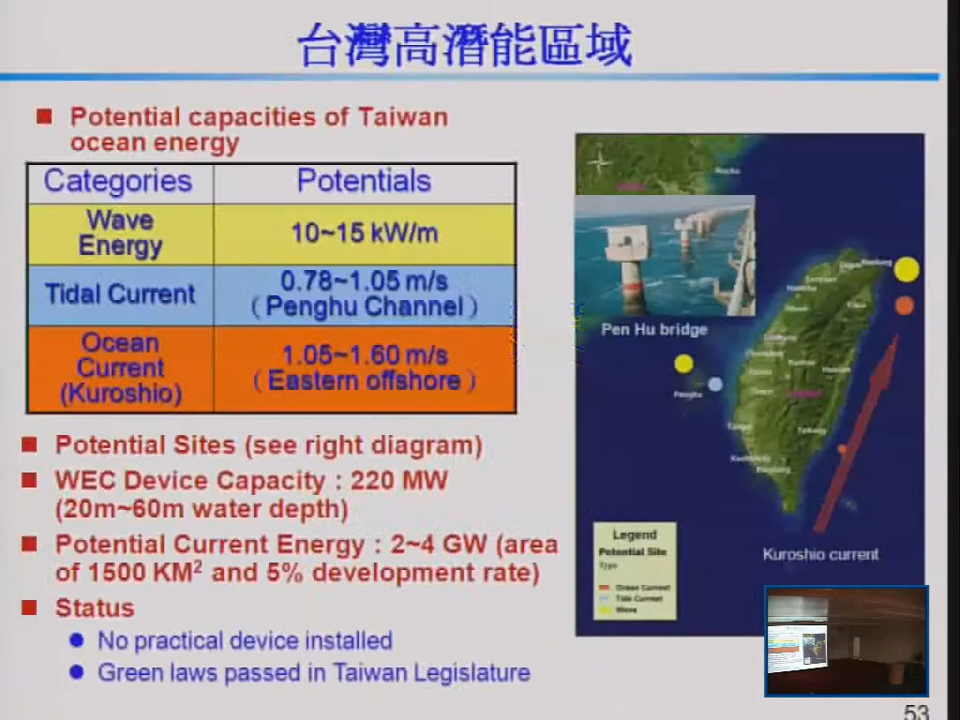 台灣高潛能區域
Potential capacities of Taiwan
ocean energy
Categories
Potentials
Wave
Energy
10~15 kW/m
Tidal Current
0.78~1.05 m/s
(Penghu Channel)
Ocean
Current
(Kuroshio)
1.05~1.60 m/s
(Eastern offshore)
Potential Sites (see right diagram)
WEC Device Capacity : 220 MW
(20m~60m water depth)
Potential Current Energy : 2~4 GW (area
of 1500 KM² and 5% development rate)
Status
No practical device installed
Green laws passed in Taiwan Legislature
Pen Hu bridge
Penghu
Kuroshio current
Legend
Potential Site
Type
Ocean Current
Tide Current
Wave
53